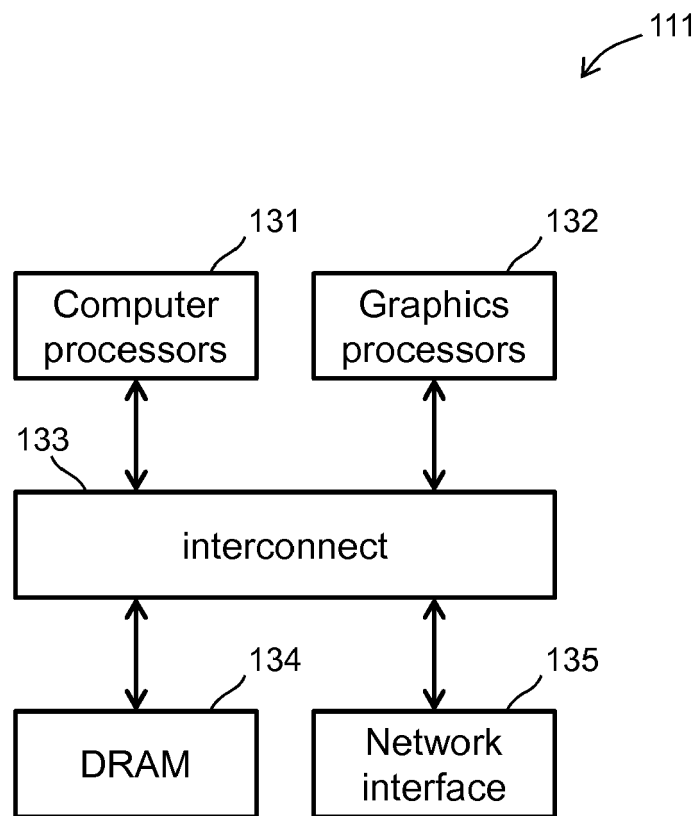 111
131
132
Computer
processors
Graphics
processors
133
interconnect
134
135
DRAM
Network
interface